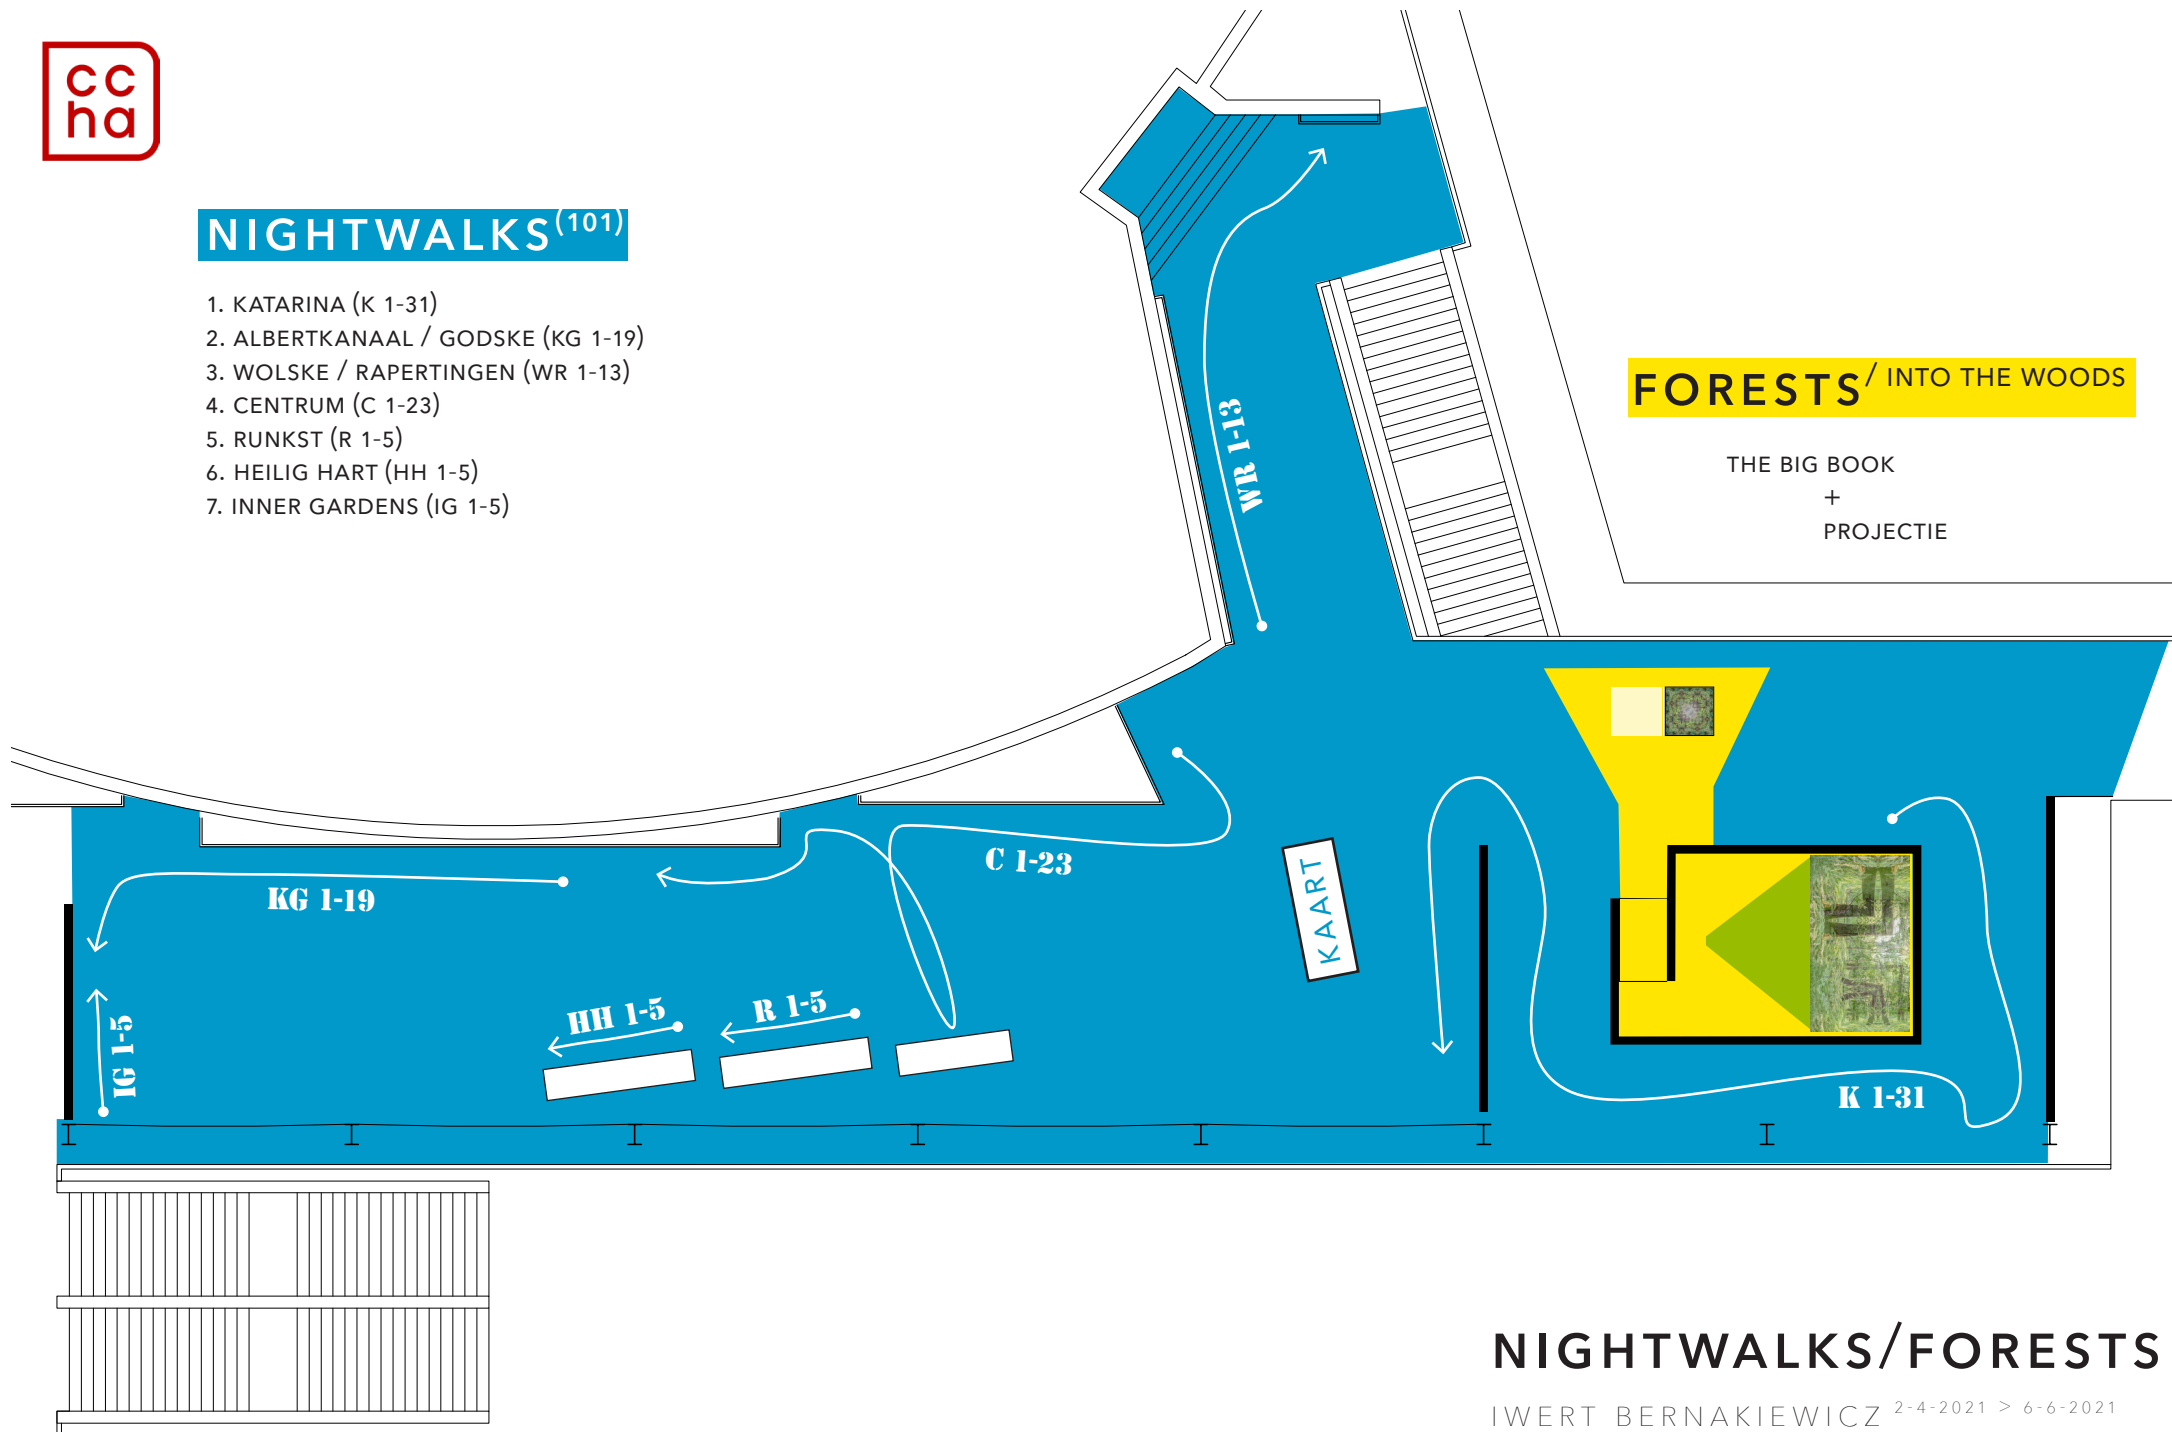 cc
ha
NIGHTWALKS(101)
1. KATARINA (K 1-31)
2. ALBERTKANAAL / GODSKE (KG 1-19)
3. WOLSKE / RAPERTINGEN (WR 1-13)
4. CENTRUM (C 1-23)
5. RUNKST (R 1-5)
6. HEILIG HART (HH 1-5)
7. INNER GARDENS (IG 1-5)
FORESTS/ INTO THE WOODS
THE BIG BOOK
+
PROJECTIE
WR 1-13
C 1-23
KG 1-19
KAART
HH 1-5
R 1-5
IG 1-5
K 1-31
NIGHTWALKS/FORESTS
IWERT BERNAKIEWICZ 2-4-2021 > 6-6-2021